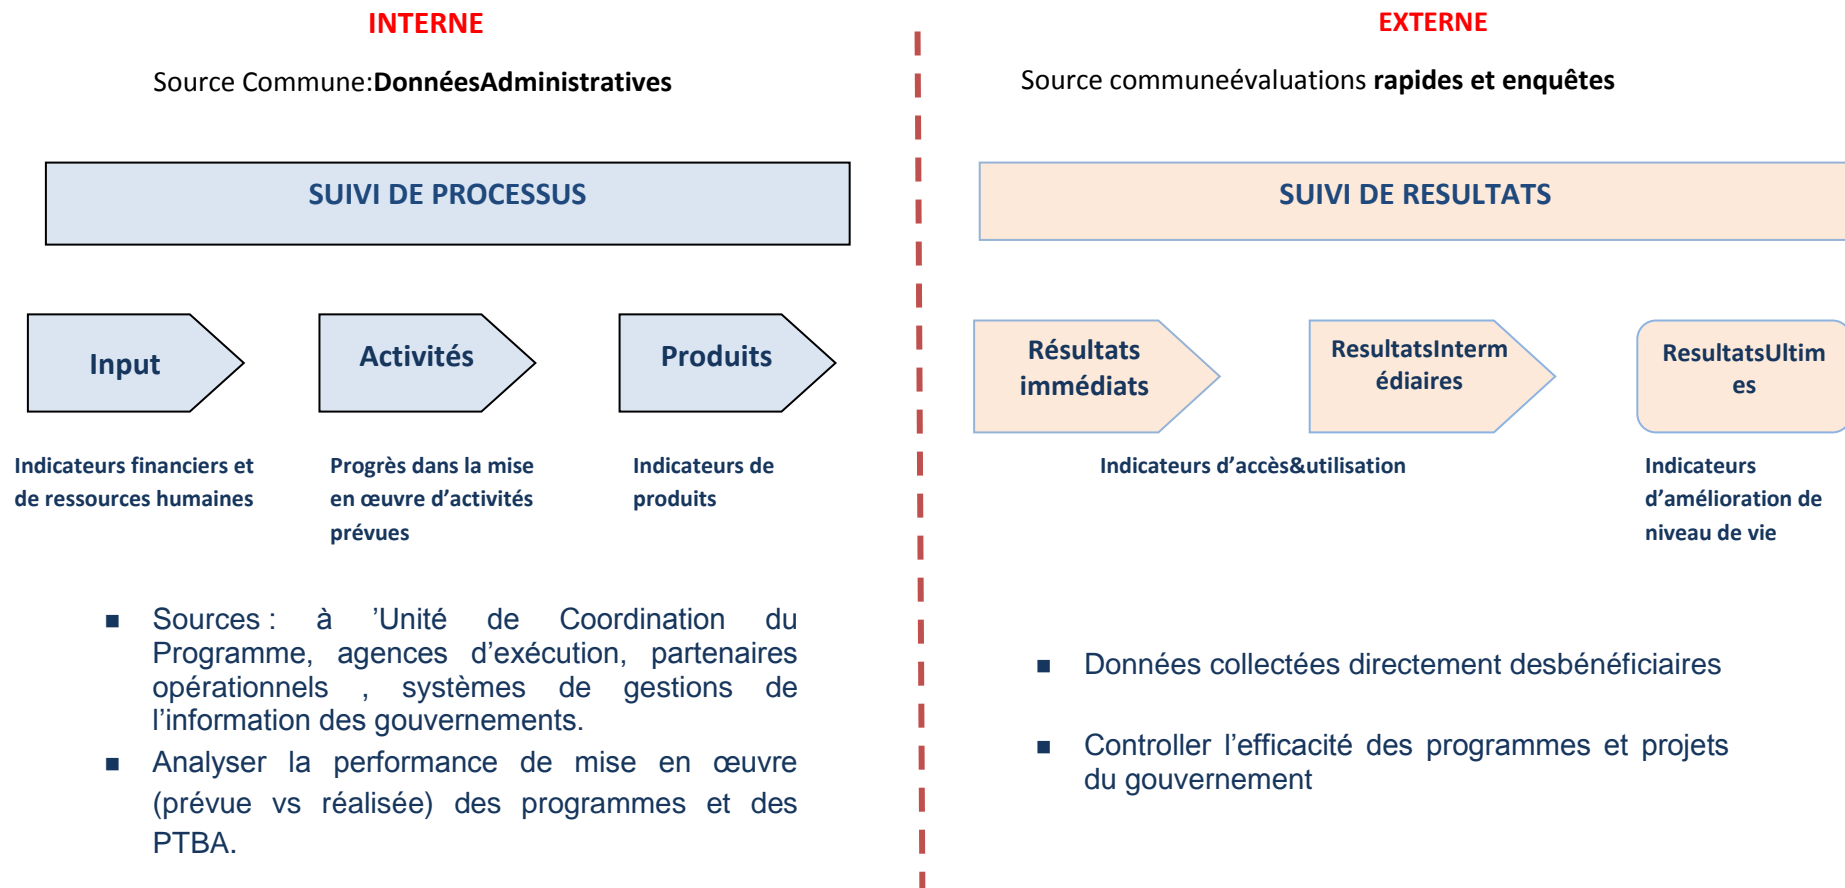 INTERNE
Source Commune:DonnéesAdministratives
SUIVI DE PROCESSUS
Input
Activités
Produits
Indicateurs financiers et
de ressources humaines
Progrès dans la mise
en œuvre d’activités
prévues
Indicateurs de
produits
■ Sources : à ’Unité de Coordination du
Programme, agences d’exécution, partenaires
opérationnels , systèmes de gestions de
l’information des gouvernements.
■ Analyser la performance de mise en œuvre
(prévue vs réalisée) des programmes et des
PTBA.
EXTERNE
Source communeévaluations rapides et enquêtes
SUIVI DE RESULTATS
Résultats
immédiats
ResultatsInterm
édiaires
ResultatsUltim
es
Indicateurs d’accès&utilisation
Indicateurs
d’amélioration de
niveau de vie
■ Données collectées directement desbénéficiaires
■ Controller l’efficacité des programmes et projets
du gouvernement